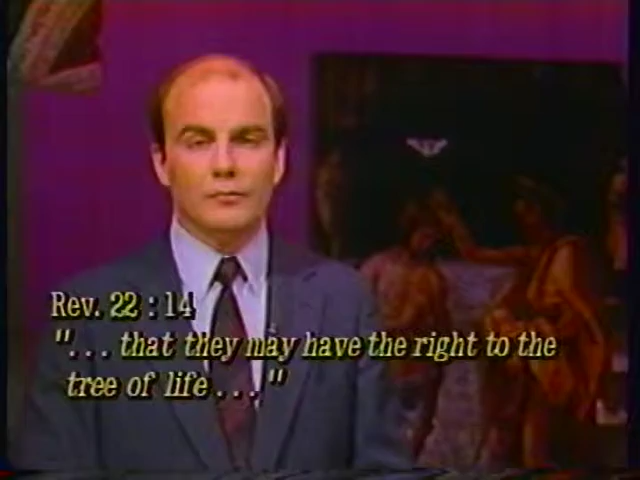 Rev. 22:14
"... that they may have the right to the
tree of life ..."